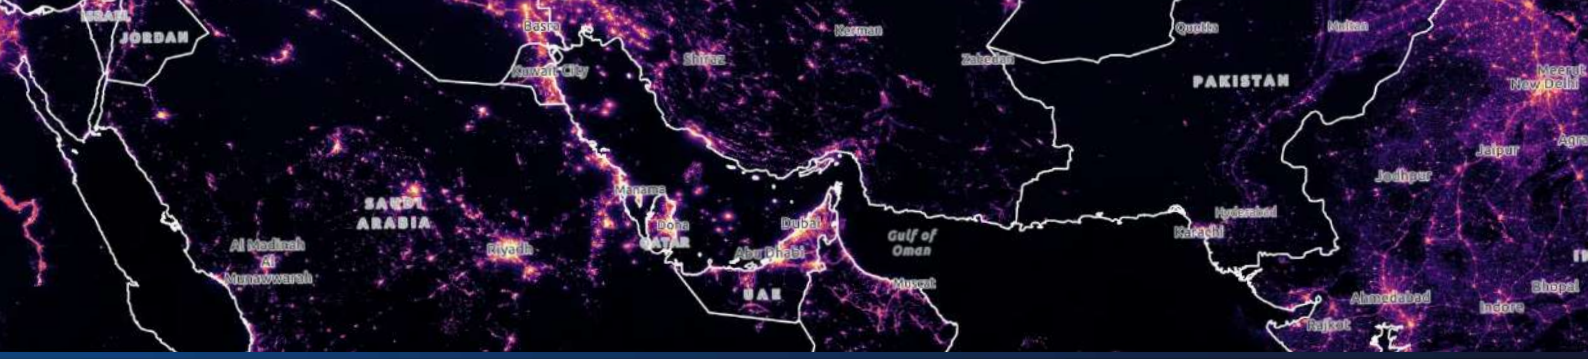 ISRAEL
JORDAN
Basra
Kuwait City
Shiraz
Kerman
Zahedan
Quetta
Multan
PAKISTAN
Meerut
New Delhi
Agra
Jaipur
Jodhpur
Manama
SAUDI
ARABIA
Doha
QATAR
Dubai
Abu Dhabi
Gulf of
Oman
Hyderabad
Karachi
Al Madinah
Al
Munawwarah
Riyadh
UAE
Muscat
Ahmedabad
Indore
Bhopal
Rajkot